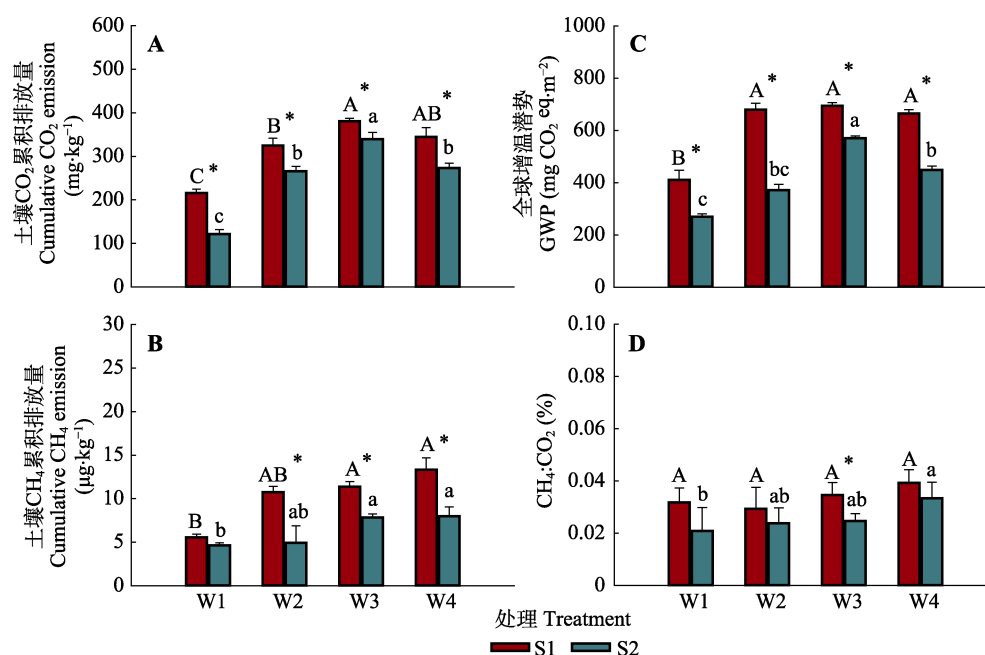 A
土壤CO₂累积排放量
Cumulative CO₂ emission
(mg·kg⁻¹)
600
500
400
300
200
100
0
C *
c
B *
b
A *
a
AB *
b
C
全球增温潜势
GWP (mg CO₂ eq·m⁻²)
1000
800
600
400
200
0
B *
c
A *
bc
A *
a
A *
b
B
土壤CH₄累积排放量
Cumulative CH₄ emission
(μg·kg⁻¹)
30
25
20
15
10
5
0
B
b
AB *
ab
A *
a
A *
a
W1 W2 W3 W4
D
CH₄:CO₂ (%)
0.10
0.08
0.06
0.04
0.02
0
A
b
A
ab
A *
ab
A
a
W1 W2 W3 W4
处理 Treatment
S1 S2